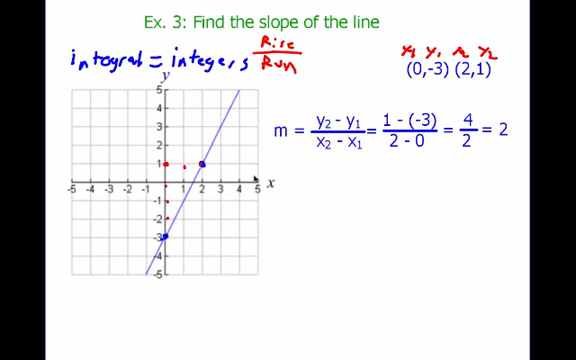 Ex. 3: Find the slope of the line
integral = integers Rise
Run
x₁ y₁ x₂ y₂
(0,-3) (2,1)
m = y₂ - y₁ / x₂ - x₁ = 1 - (-3) / 2 - 0 = 4 / 2 = 2
y
5
4
3
2
1
-5 -4 -3 -2 -1 1 2 3 4 5 x
-1
-2
-3
-4
-5